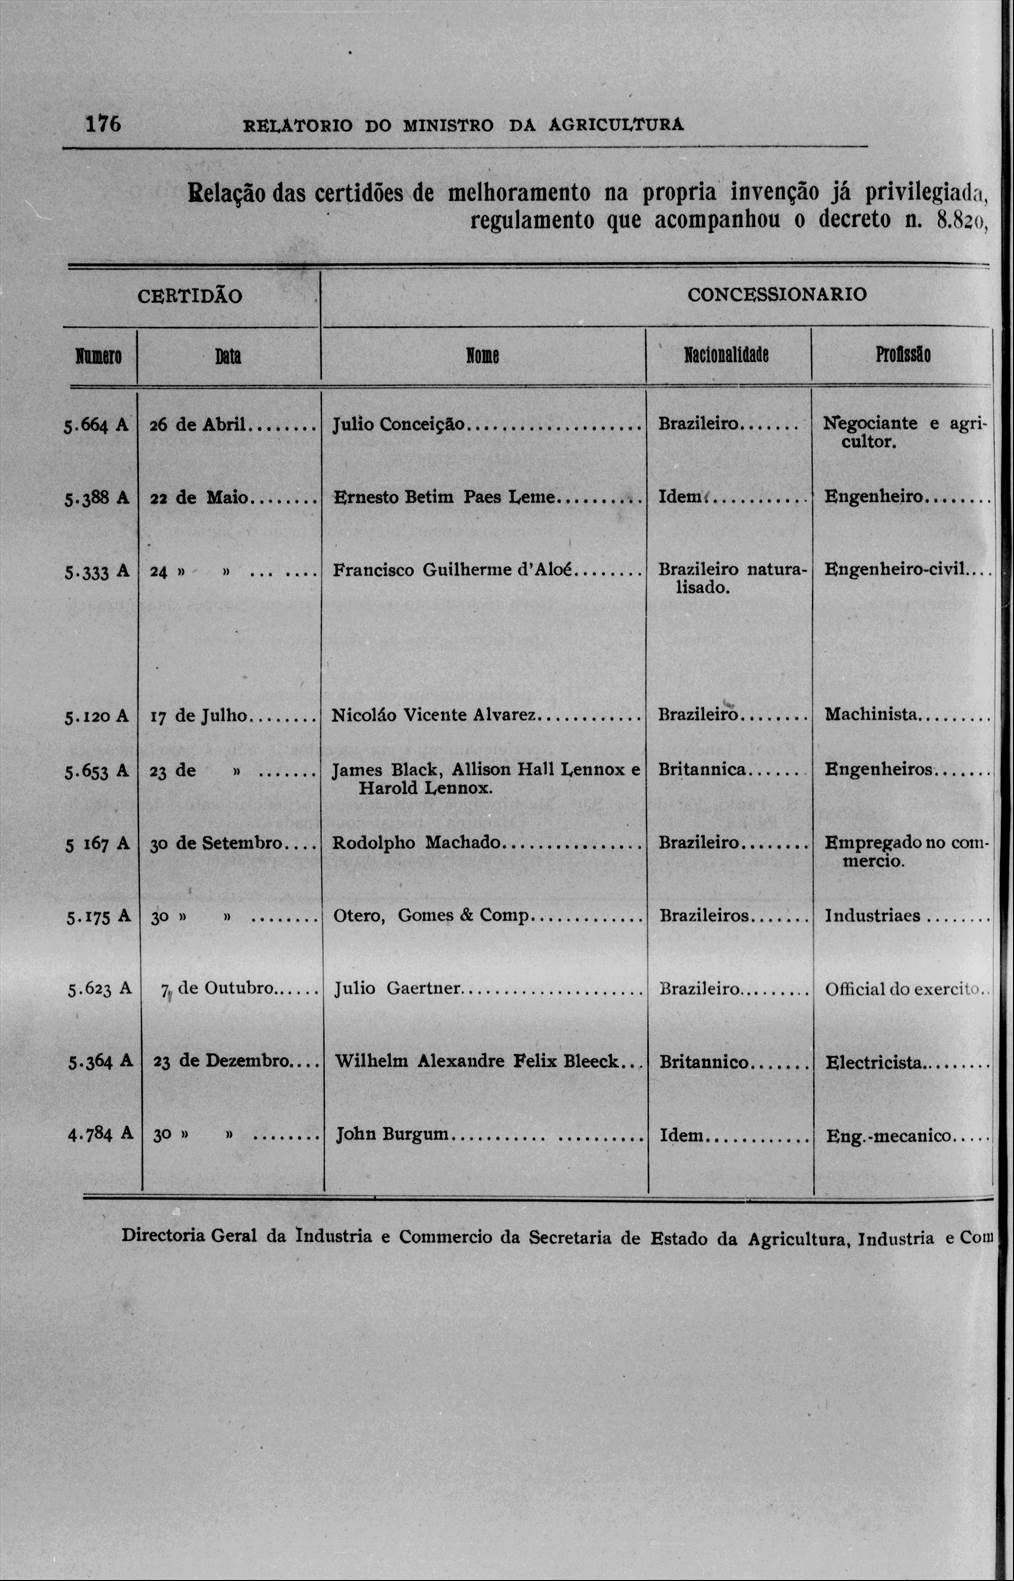 176 RELATORIO DO MINISTRO DA AGRICULTURA
Relação das certidões de melhoramento na propria invenção já privilegiada,
regulamento que acompanhou o decreto n. 8.820,
CERTIDÃO CONCESSIONARIO
Numero Data Nome Nacionalidade Profissão
5.664 A 26 de Abril........ Julio Conceição.................... Brazileiro....... Negociante e agri-
cultor.
5.388 A 22 de Maio........ Ernesto Betim Paes Leme.......... Idem............ Engenheiro........
5.333 A 24 » » ... .... Francisco Guilherme d'Aloé........ Brazileiro natura- Engenheiro-civil....
lisado.
5.120 A 17 de Julho........ Nicoláo Vicente Alvarez............ Brazileiro........ Machinista.........
5.653 A 23 de » ....... James Black, Allison Hall Lennox e Britannica...... Engenheiros.......
Harold Lennox.
5 167 A 30 de Setembro.... Rodolpho Machado................ Brazileiro........ Empregado no com-
mercio.
5.175 A 30 » » ........ Otero, Gomes & Comp............. Brazileiros....... Industriaes ........
5.623 A 7 de Outubro...... Julio Gaertner..................... Brazileiro......... Official do exercito..
5.364 A 23 de Dezembro.... Wilhelm Alexandre Felix Bleeck... Britannico....... Electricista.........
4.784 A 30 » » ........ John Burgum........... .......... Idem............ Eng.-mecanico.....
Directoria Geral da Industria e Commercio da Secretaria de Estado da Agricultura, Industria e Com